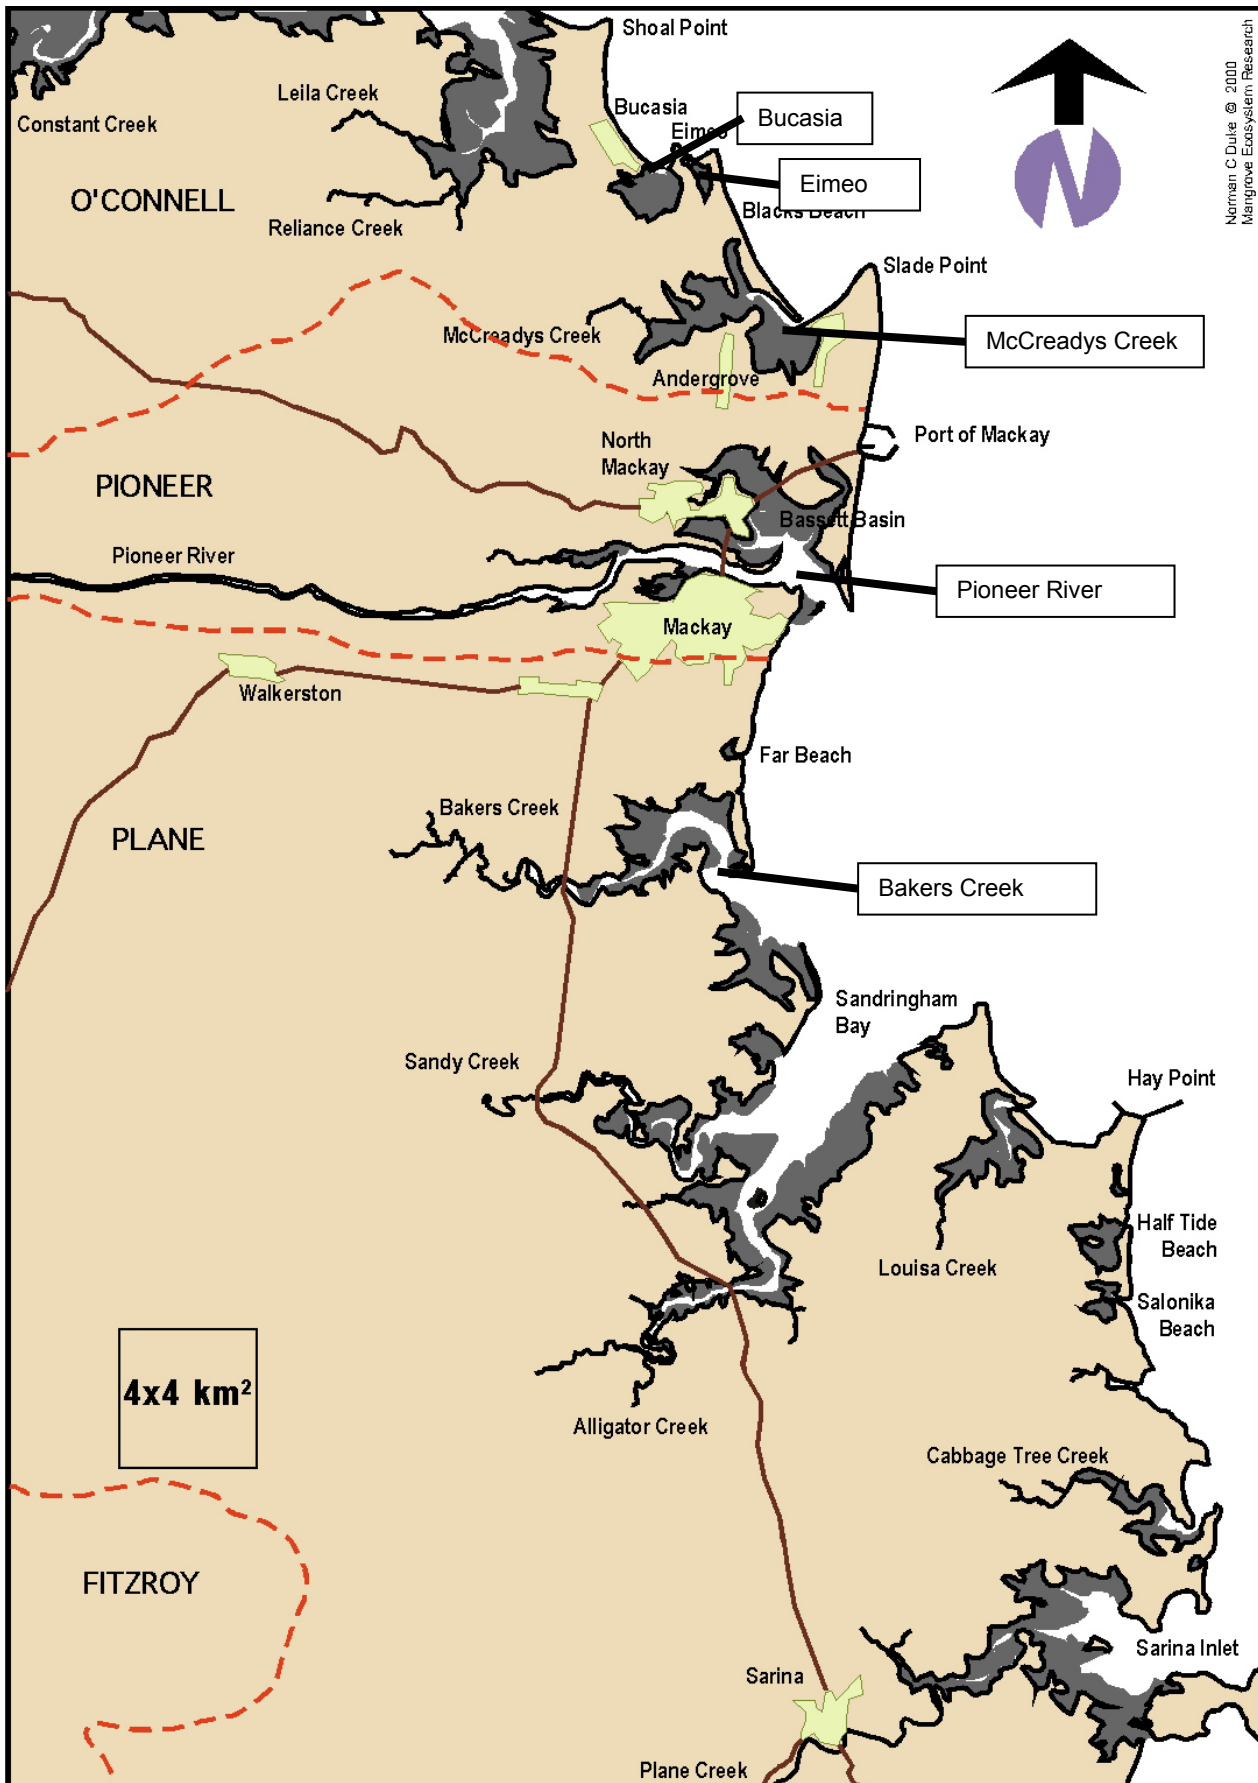 Shoal Point
Norman C Duke @ 2000
Mangrove Ecosystem Research
Leila Creek
Bucasia
Bucasia
Constant Creek
Eimeo
Eimeo
O'CONNELL
Blacks Beach
Reliance Creek
N
Slade Point
McCreadys Creek
McCreadys Creek
Andergrove
North
Mackay
Port of Mackay
PIONEER
Bassett Basin
Pioneer River
Pioneer River
Mackay
Walkerston
Far Beach
Bakers Creek
PLANE
Bakers Creek
Sandringham
Bay
Sandy Creek
Hay Point
Half Tide
Beach
Louisa Creek
Salonika
Beach
4x4 km²
Alligator Creek
Cabbage Tree Creek
FITZROY
Sarina Inlet
Sarina
Plane Creek